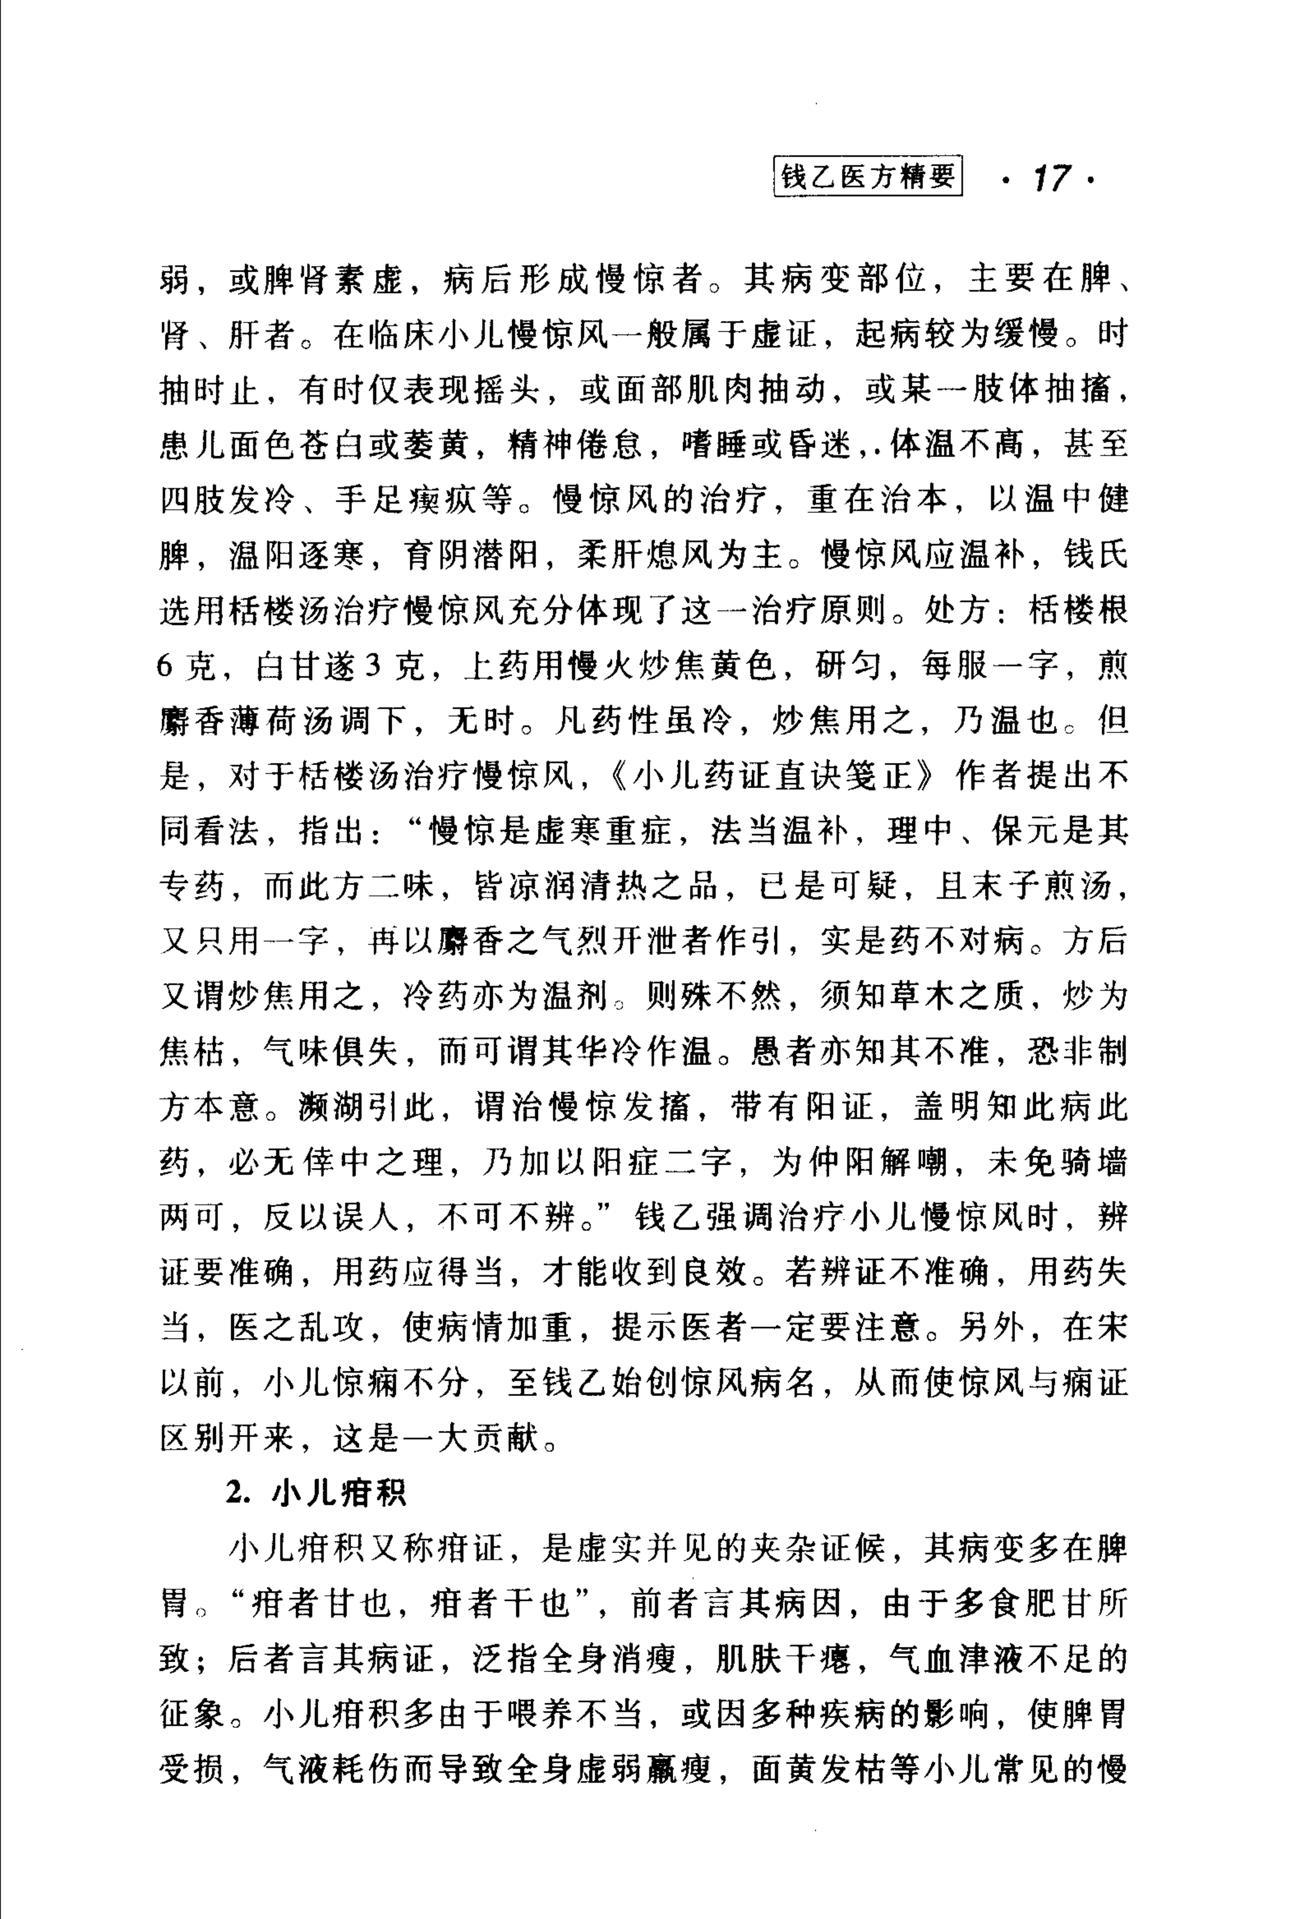 钱乙医方精要 · 17 ·
弱，或脾肾素虚，病后形成慢惊者。其病变部位，主要在脾、
肾、肝者。在临床小儿慢惊风一般属于虚证，起病较为缓慢。时
抽时止，有时仅表现摇头，或面部肌肉抽动，或某一肢体抽搐，
患儿面色苍白或萎黄，精神倦怠，嗜睡或昏迷，.体温不高，甚至
四肢发冷、手足瘈疭等。慢惊风的治疗，重在治本，以温中健
脾，温阳逐寒，育阴潜阳，柔肝熄风为主。慢惊风应温补，钱氏
选用栝楼汤治疗慢惊风充分体现了这一治疗原则。处方：栝楼根
6 克，白甘遂 3 克，上药用慢火炒焦黄色，研匀，每服一字，煎
麝香薄荷汤调下，无时。凡药性虽冷，炒焦用之，乃温也。但
是，对于栝楼汤治疗慢惊风，《小儿药证直诀笺正》作者提出不
同看法，指出：“慢惊是虚寒重症，法当温补，理中、保元是其
专药，而此方二味，皆凉润清热之品，已是可疑，且末子煎汤，
又只用一字，再以麝香之气烈开泄者作引，实是药不对病。方后
又谓炒焦用之，冷药亦为温剂。则殊不然，须知草木之质，炒为
焦枯，气味俱失，而可谓其华冷作温。愚者亦知其不准，恐非制
方本意。濒湖引此，谓治慢惊发搐，带有阳证，盖明知此病此
药，必无倖中之理，乃加以阳症二字，为仲阳解嘲，未免骑墙
两可，反以误人，不可不辨。”钱乙强调治疗小儿慢惊风时，辨
证要准确，用药应得当，才能收到良效。若辨证不准确，用药失
当，医之乱攻，使病情加重，提示医者一定要注意。另外，在宋
以前，小儿惊痫不分，至钱乙始创惊风病名，从而使惊风与痫证
区别开来，这是一大贡献。
2. 小儿疳积
小儿疳积又称疳证，是虚实并见的夹杂证候，其病变多在脾
胃。“疳者甘也，疳者干也”，前者言其病因，由于多食肥甘所
致；后者言其病证，泛指全身消瘦，肌肤干瘪，气血津液不足的
征象。小儿疳积多由于喂养不当，或因多种疾病的影响，使脾胃
受损，气液耗伤而导致全身虚弱羸瘦，面黄发枯等小儿常见的慢